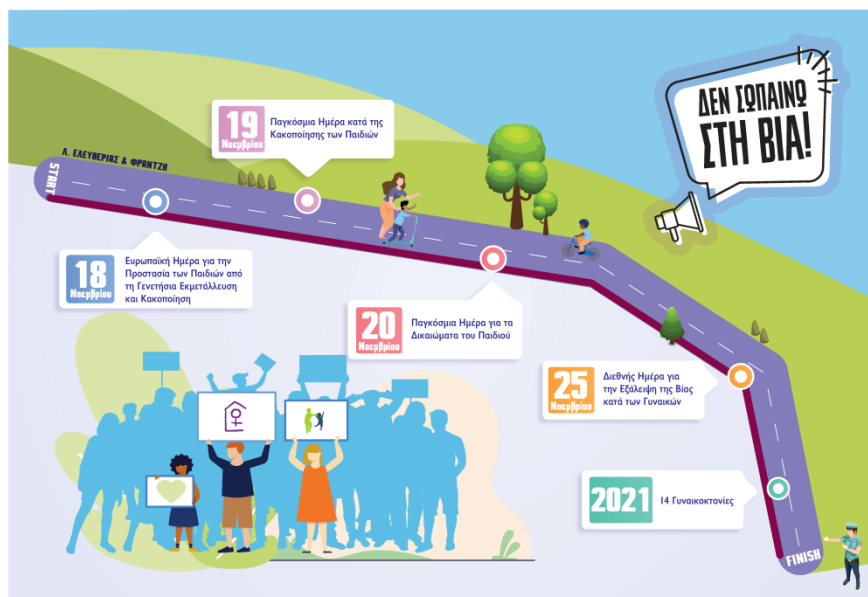 ΔΕΝ ΣΩΠΑΙΝΩ
ΣΤΗ ΒΙΑ!
Λ. ΕΛΕΥΘΕΡΙΑΣ & ΦΡΑΝΤΖΗ
START
18
Νοεμβρίου
Ευρωπαϊκή Ημέρα για την
Προστασία των Παιδιών από
τη Γενετήσια Εκμετάλλευση
και Κακοποίηση
19
Νοεμβρίου
Παγκόσμια Ημέρα κατά της
Κακοποίησης των Παιδιών
20
Νοεμβρίου
Παγκόσμια Ημέρα για τα
Δικαιώματα του Παιδιού
25
Νοεμβρίου
Διεθνής Ημέρα για
την Εξάλειψη της Βίας
κατά των Γυναικών
2021
14 Γυναικοκτονίες
FINISH